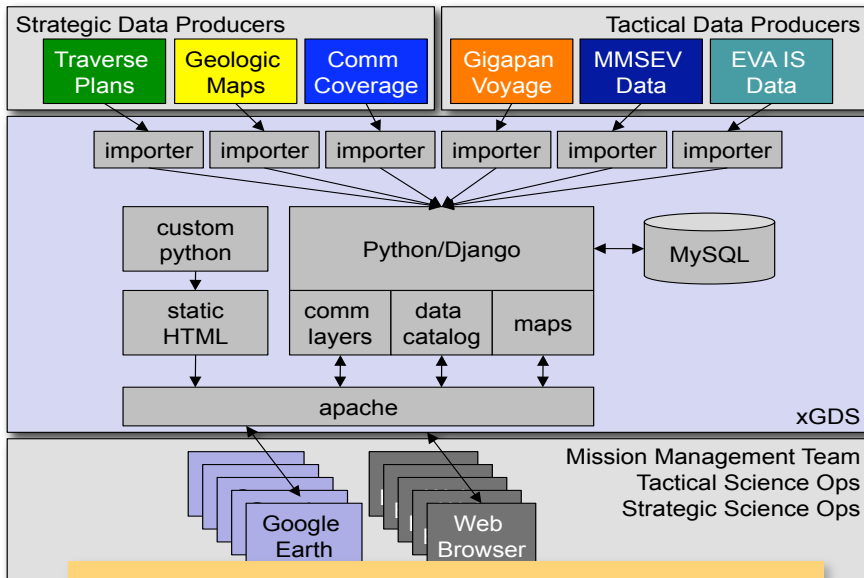 Strategic Data Producers
Tactical Data Producers
Traverse
Plans
Geologic
Maps
Comm
Coverage
Gigapan
Voyage
MMSEV
Data
EVA IS
Data
importer
importer
importer
importer
importer
importer
custom
python
Python/Django
MySQL
static
HTML
comm
layers
data
catalog
maps
apache
xGDS
Mission Management Team
Tactical Science Ops
Strategic Science Ops
Google
Earth
Web
Browser